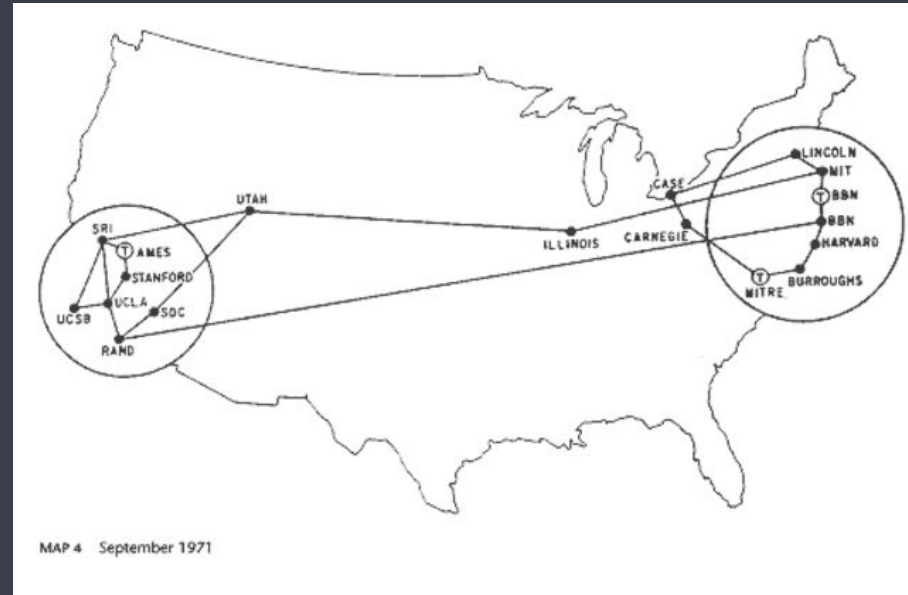 LINCOLN
MIT
T BBN
BBN
HARVARD
BURROUGHS
T
MITRE
CASE
CARNEGIE
ILLINOIS
UTAH
SRI
T AMES
STANFORD
UCLA
SDC
UCSB
RAND
MAP 4 September 1971